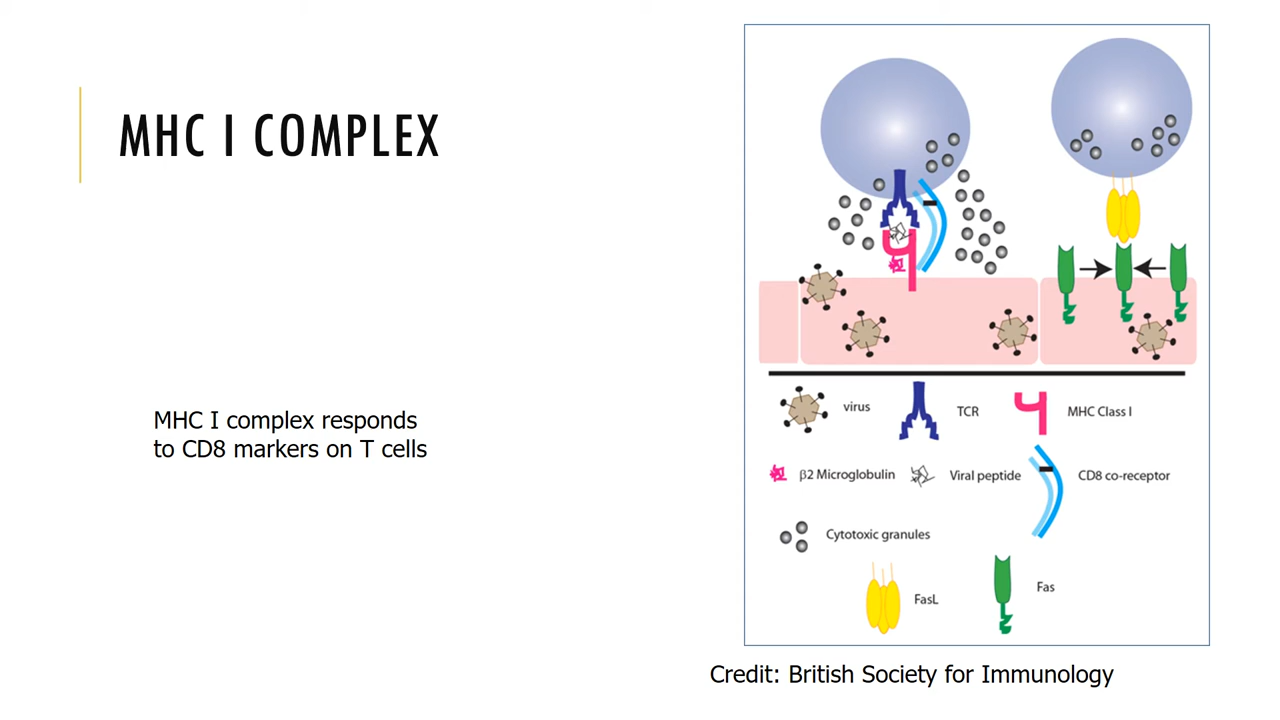 MHC I COMPLEX
MHC I complex responds
to CD8 markers on T cells
virus
TCR
MHC Class I
β2 Microglobulin
Viral peptide
CD8 co-receptor
Cytotoxic granules
FasL
Fas
Credit: British Society for Immunology